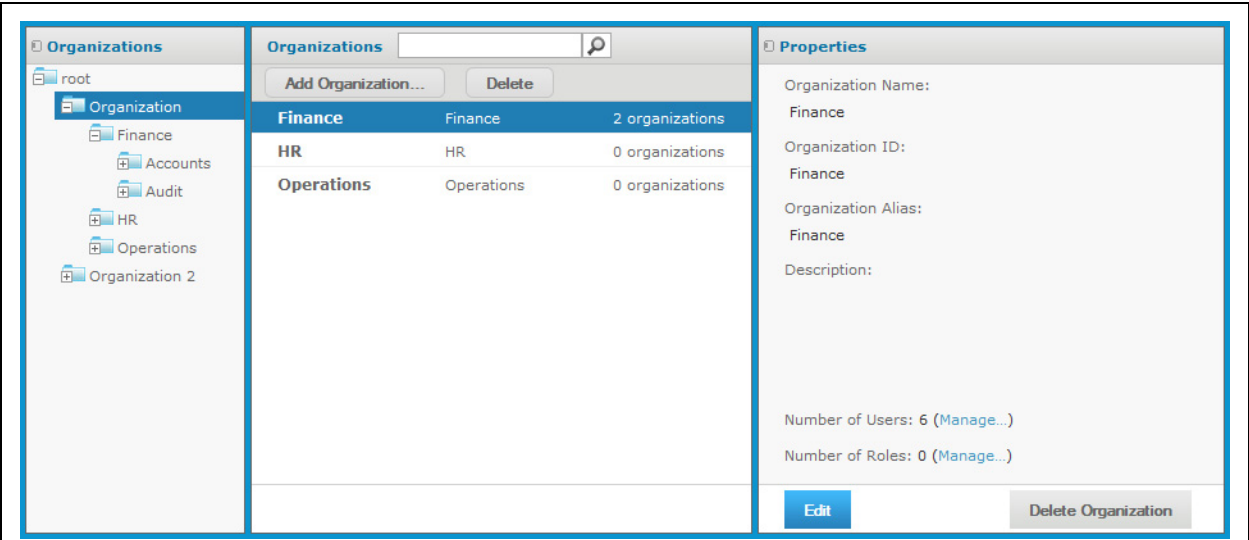 Organizations
root
Organization
Finance
Accounts
Audit
HR
Operations
Organization 2
Organizations
Add Organization... Delete
Finance Finance 2 organizations
HR HR 0 organizations
Operations Operations 0 organizations
Properties
Organization Name:
Finance
Organization ID:
Finance
Organization Alias:
Finance
Description:
Number of Users: 6 (Manage...)
Number of Roles: 0 (Manage...)
Edit Delete Organization